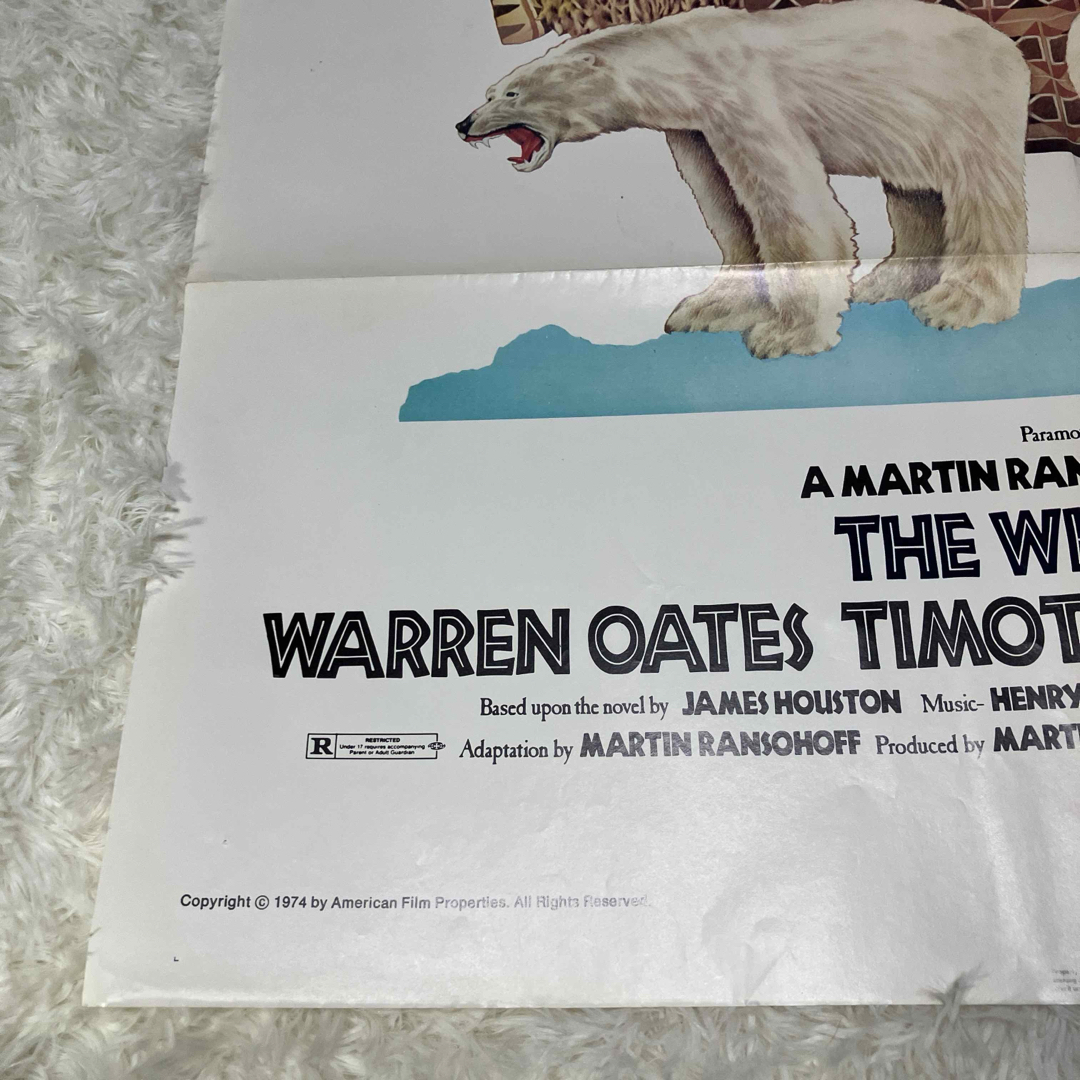 Paramo
A MARTIN RAN
THE WH
WARREN OATES TIMOT
Based upon the novel by JAMES HOUSTON Music- HENRY
R RESTRICTED
Under 17 requires accompanying
Parent or Adult Guardian
Adaptation by MARTIN RANSOHOFF Produced by MARTI
Copyright © 1974 by American Film Properties. All Rights Reserved.